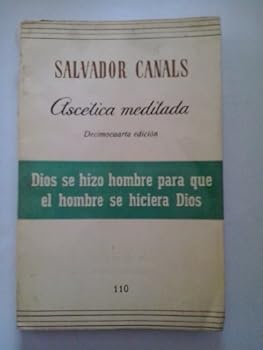 SALVADOR CANALS
Ascética meditada
Decimocuarta edición
Dios se hizo hombre para que
el hombre se hiciera Dios
110